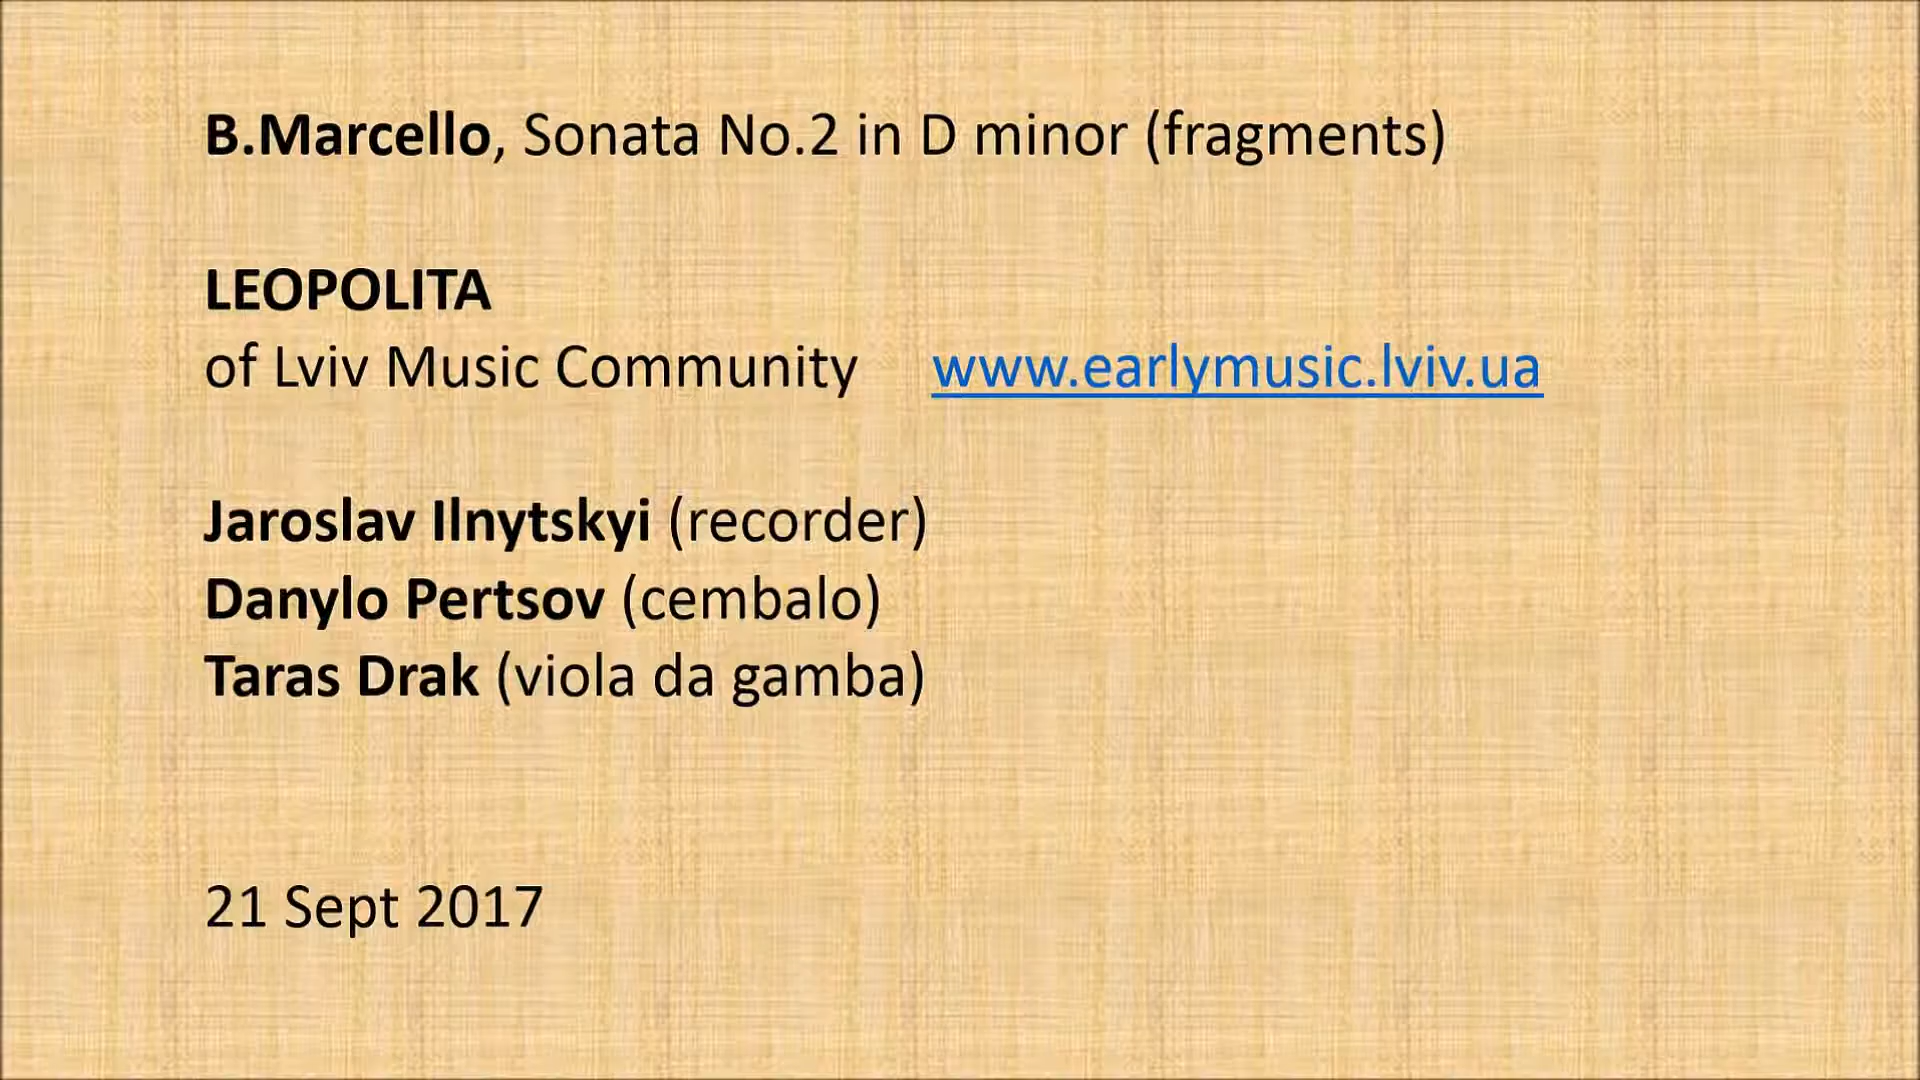 B.Marcello, Sonata No.2 in D minor (fragments)
LEOPOLITA
of Lviv Music Community www.earlymusic.lviv.ua
Jaroslav Ilnytskyi (recorder)
Danylo Pertsov (cembalo)
Taras Drak (viola da gamba)
21 Sept 2017